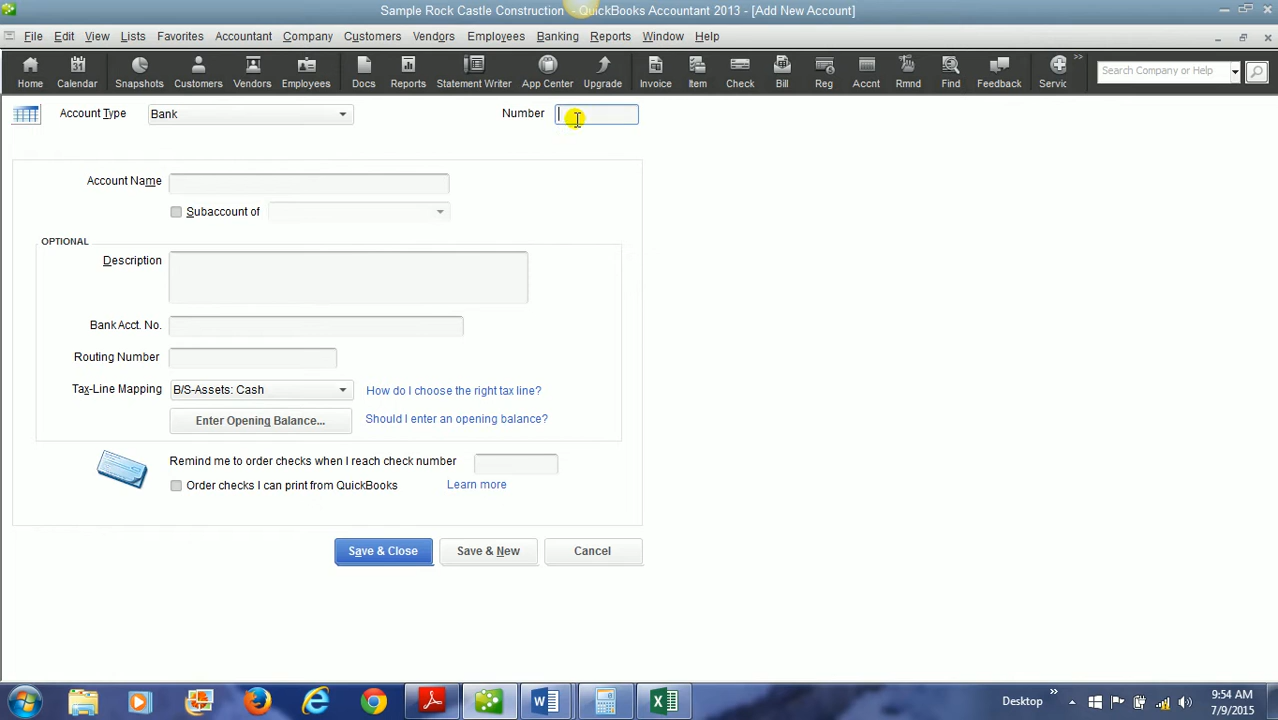 Sample Rock Castle Construction - QuickBooks Accountant 2013 - [Add New Account]
File Edit View Lists Favorites Accountant Company Customers Vendors Employees Banking Reports Window Help
Home Calendar Snapshots Customers Vendors Employees Docs Reports Statement Writer App Center Upgrade Invoice Item Check Bill Reg Accnt Rmnd Find Feedback Servic Search Company or Help
Account Type Bank Number
Account Name
Subaccount of
OPTIONAL
Description
Bank Acct. No.
Routing Number
Tax-Line Mapping B/S-Assets: Cash How do I choose the right tax line?
Enter Opening Balance... Should I enter an opening balance?
Remind me to order checks when I reach check number
Order checks I can print from QuickBooks Learn more
Save & Close Save & New Cancel
Desktop
9:54 AM
7/9/2015